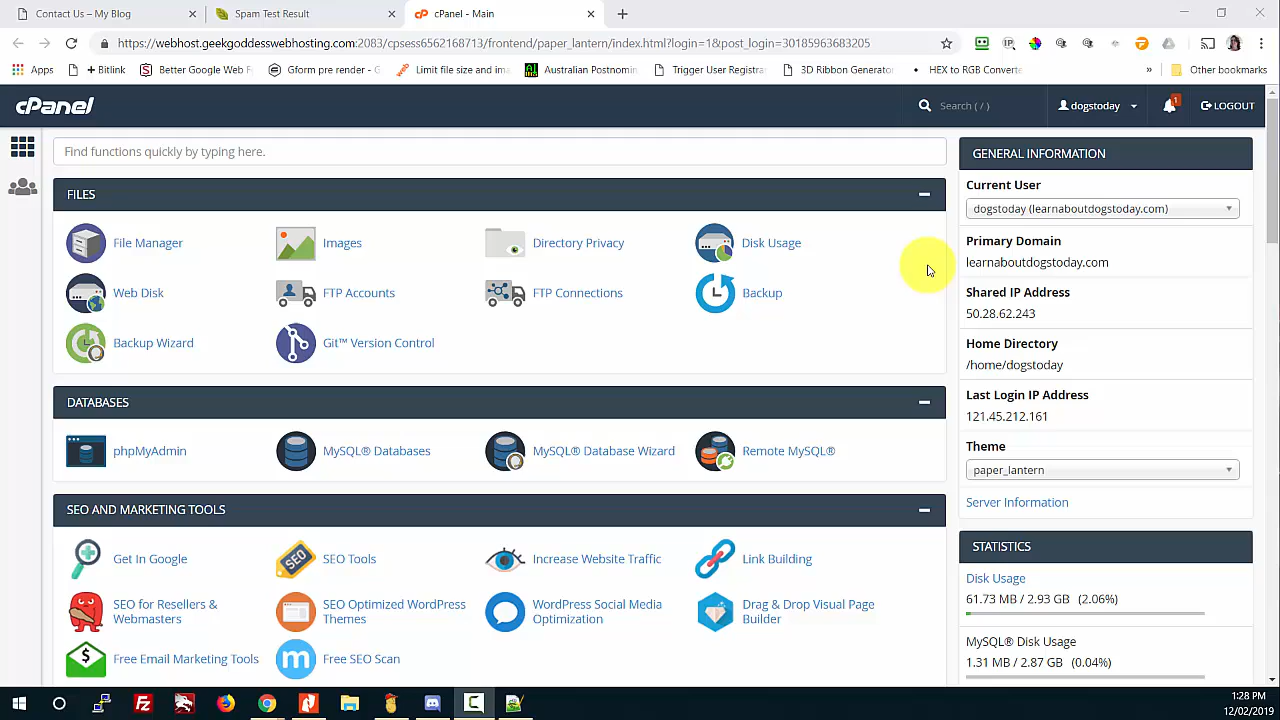 Contact Us – My Blog
Spam Test Result
cPanel - Main
https://webhost.geekgoddesswebhosting.com:2083/cpsess6563168713/frontend/paper_lantern/index.html?login=1&post_login=30185963683205
Apps
+ Bitlink
Better Google Web F
Gform pre render - G
Limit file size and im
Australian Postnomin
Trigger User Registra
3D Ribbon Generator
HEX to RGB Converte
»
Other bookmarks
cPanel
Search ( / )
dogstoday
1
LOGOUT
Find functions quickly by typing here.
FILES
File Manager
Images
Directory Privacy
Disk Usage
Web Disk
FTP Accounts
FTP Connections
Backup
Backup Wizard
Git™ Version Control
DATABASES
phpMyAdmin
MySQL® Databases
MySQL® Database Wizard
Remote MySQL®
SEO AND MARKETING TOOLS
Get In Google
SEO
SEO Tools
Increase Website Traffic
Link Building
SEO for Resellers &
Webmasters
SEO Optimized WordPress
Themes
WordPress Social Media
Optimization
Drag & Drop Visual Page
Builder
Free Email Marketing Tools
Free SEO Scan
GENERAL INFORMATION
Current User
dogstoday (learnaboutdogstoday.com)
Primary Domain
learnaboutdogstoday.com
Shared IP Address
50.28.62.243
Home Directory
/home/dogstoday
Last Login IP Address
121.45.212.161
Theme
paper_lantern
Server Information
STATISTICS
Disk Usage
61.73 MB / 2.93 GB (2.06%)
MySQL® Disk Usage
1.31 MB / 2.87 GB (0.04%)
1:28 PM
12/02/2019